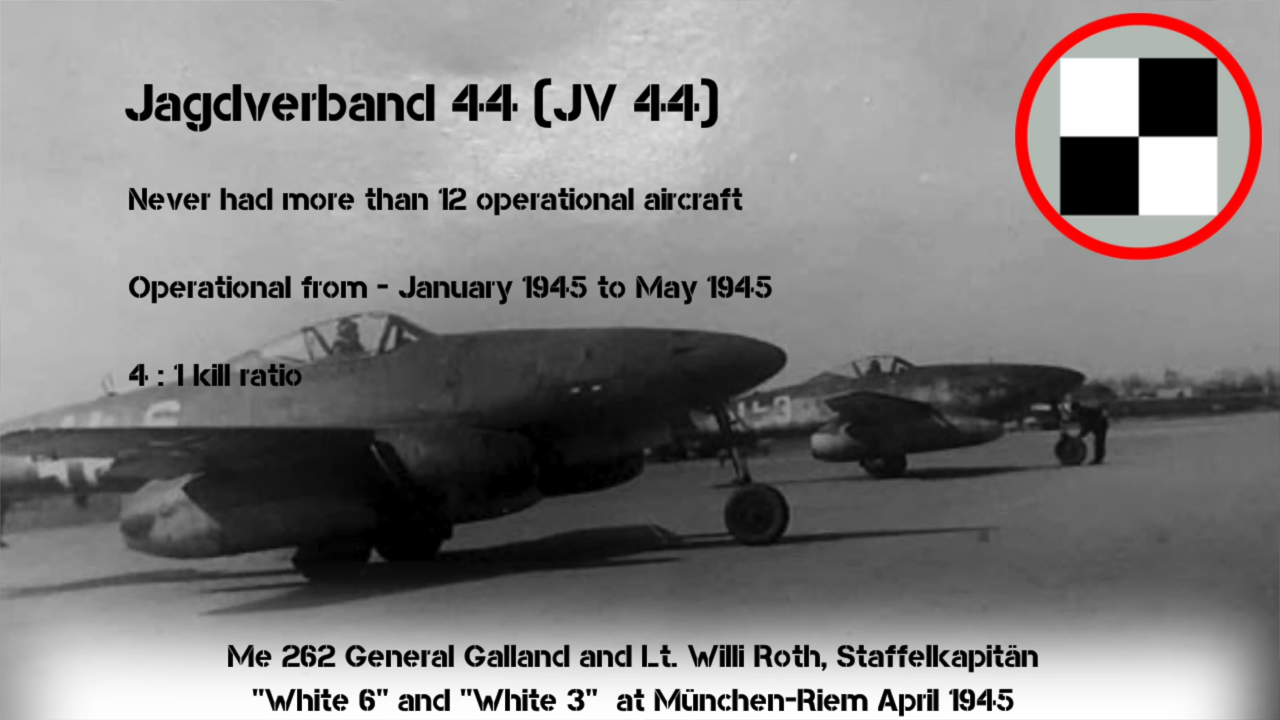 Jagdverband 44 (JV 44)
Never had more than 12 operational aircraft
Operational from - January 1945 to May 1945
4 : 1 kill ratio
Me 262 General Galland and Lt. Willi Roth, Staffelkapitän
"White 6" and "White 3" at München-Riem April 1945